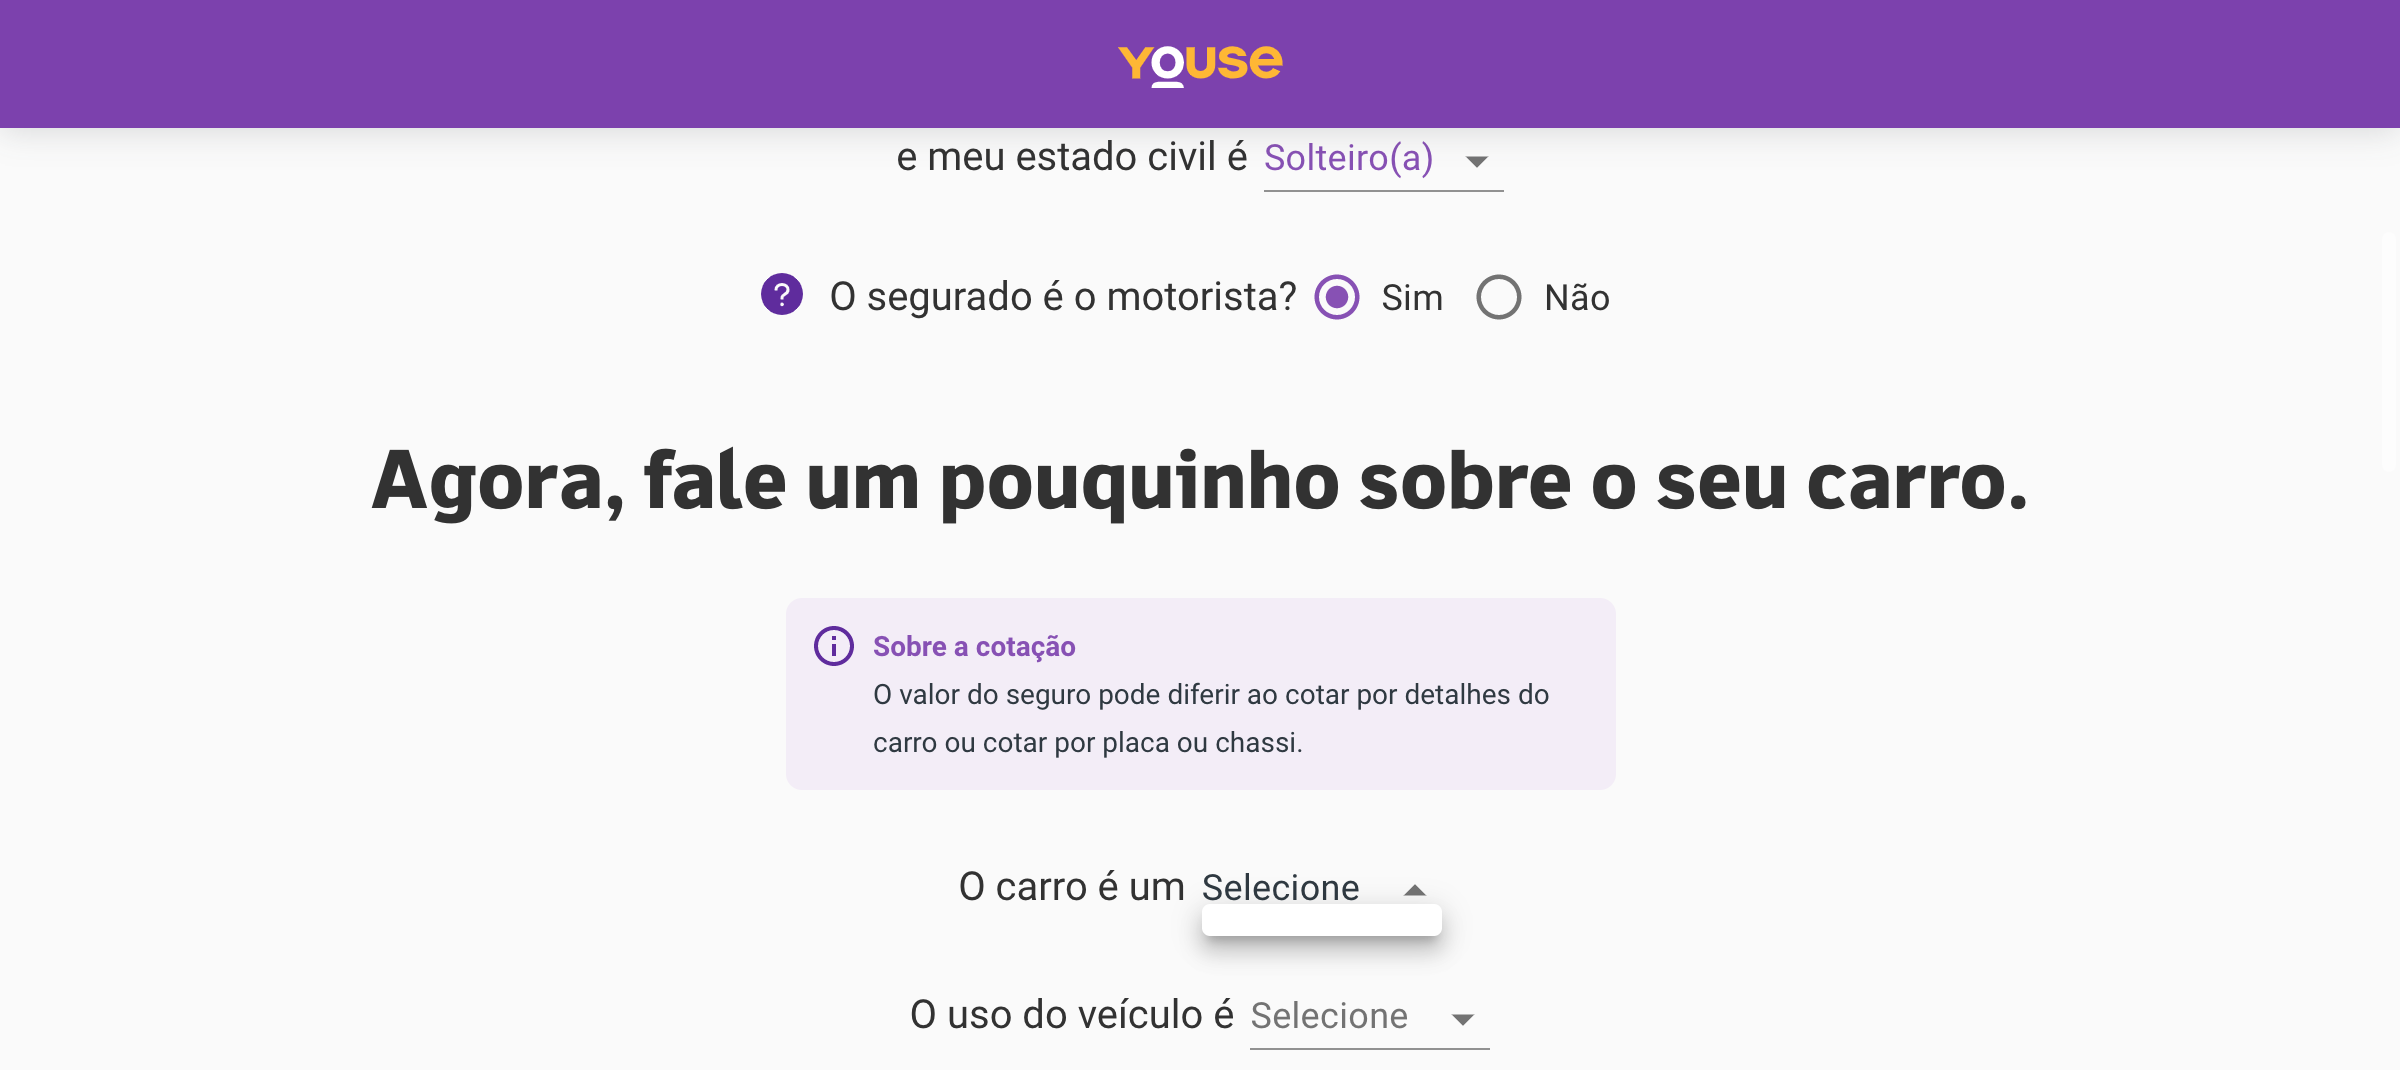 YOUSE
e meu estado civil é Solteiro(a)
? O segurado é o motorista? Sim Não
Agora, fale um pouquinho sobre o seu carro.
Sobre a cotação
O valor do seguro pode diferir ao cotar por detalhes do
carro ou cotar por placa ou chassi.
O carro é um Selecione
O uso do veículo é Selecione